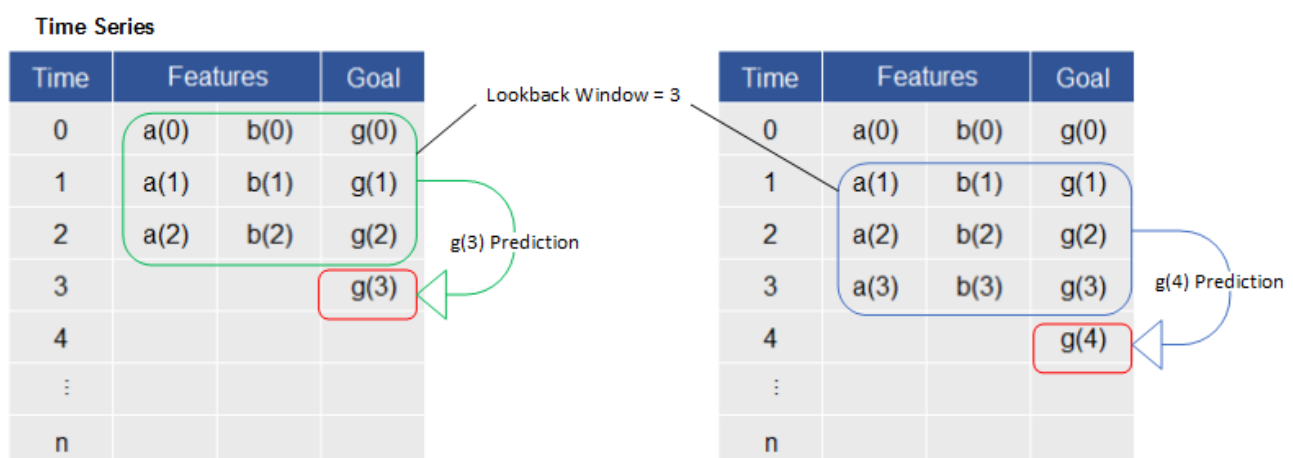 Time Series
Time Features Goal
0 a(0) b(0) g(0)
1 a(1) b(1) g(1)
2 a(2) b(2) g(2)
3 g(3)
4
⋮
n
Lookback Window = 3
g(3) Prediction
Time Features Goal
0 a(0) b(0) g(0)
1 a(1) b(1) g(1)
2 a(2) b(2) g(2)
3 a(3) b(3) g(3)
4 g(4)
⋮
n
g(4) Prediction